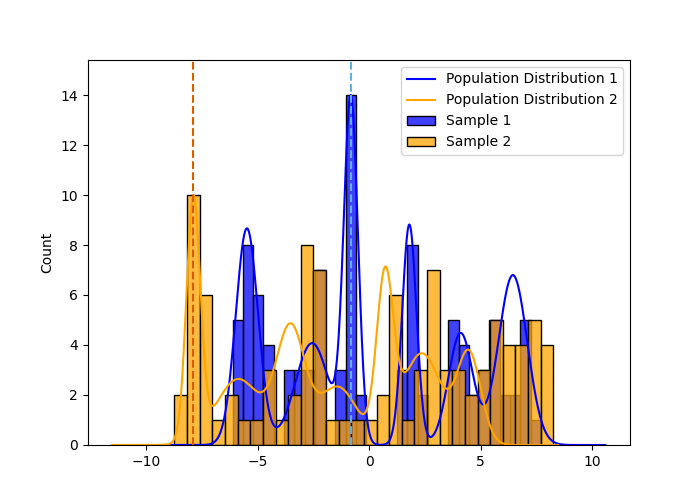 Population Distribution 1
Population Distribution 2
Sample 1
Sample 2
Count
14
12
10
8
6
4
2
0
−10
−5
0
5
10